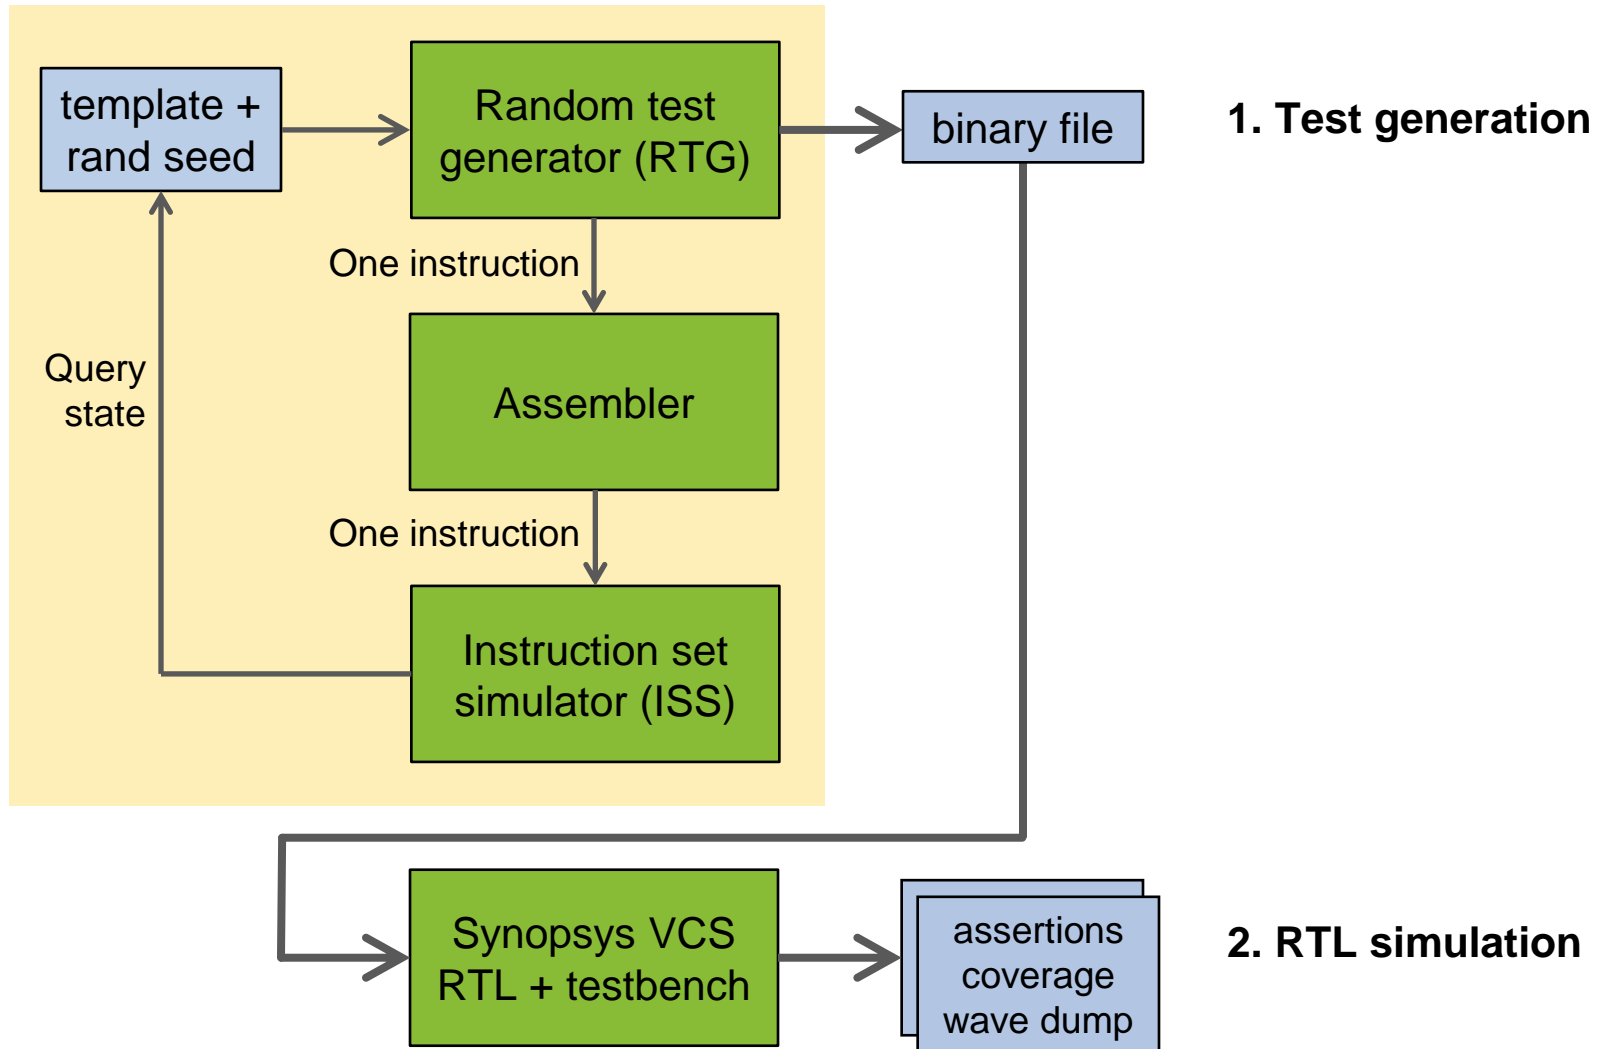 template +
rand seed
Random test
generator (RTG)
binary file
1. Test generation
One instruction
Query
state
Assembler
One instruction
Instruction set
simulator (ISS)
Synopsys VCS
RTL + testbench
assertions
coverage
wave dump
2. RTL simulation